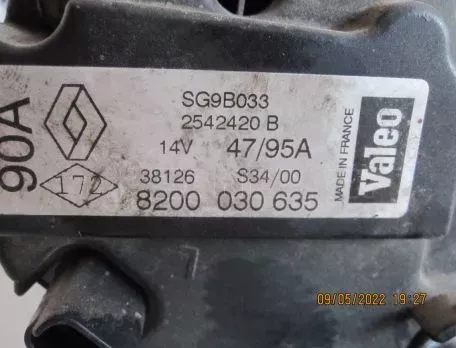 90A
172
SG9B033
2542420 B
14V 47/95A
38126 S34/00
8200 030 635
MADE IN FRANCE
Valeo
7
09/05/2022 19:27